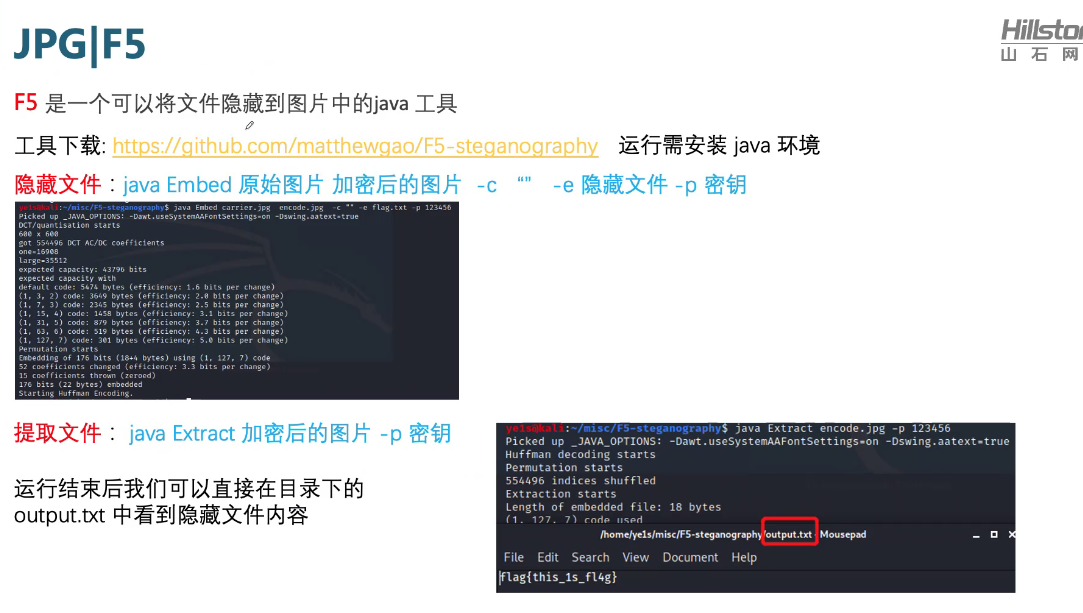 JPG|F5
Hillsto
山石网
F5 是一个可以将文件隐藏到图片中的java 工具
工具下载: https://github.com/matthewgao/F5-steganography 运行需安装 java 环境
隐藏文件：java Embed 原始图片 加密后的图片 -c “” -e 隐藏文件 -p 密钥
ye1s@kali:~/misc/F5-steganography$ java Embed carrier.jpg encode.jpg -c "" -e flag.txt -p 123456
Picked up _JAVA_OPTIONS: -Dawt.useSystemAAFontSettings=on -Dswing.aatext=true
DCT/quantisation starts
600 x 600
got 554496 DCT AC/DC coefficients
one=16908
large=35512
expected capacity: 43796 bits
expected capacity with
default code: 5474 bytes (efficiency: 1.6 bits per change)
(1, 3, 2) code: 3649 bytes (efficiency: 2.0 bits per change)
(1, 7, 3) code: 2345 bytes (efficiency: 2.5 bits per change)
(1, 15, 4) code: 1458 bytes (efficiency: 3.1 bits per change)
(1, 31, 5) code: 879 bytes (efficiency: 3.7 bits per change)
(1, 63, 6) code: 519 bytes (efficiency: 4.3 bits per change)
(1, 127, 7) code: 301 bytes (efficiency: 5.0 bits per change)
Permutation starts
Embedding of 176 bits (18+4 bytes) using (1, 127, 7) code
52 coefficients changed (efficiency: 3.3 bits per change)
15 coefficients thrown (zeroed)
176 bits (22 bytes) embedded
Starting Huffman Encoding.
提取文件： java Extract 加密后的图片 -p 密钥
运行结束后我们可以直接在目录下的
output.txt 中看到隐藏文件内容
ye1s@kali:~/misc/F5-steganography$ java Extract encode.jpg -p 123456
Picked up _JAVA_OPTIONS: -Dawt.useSystemAAFontSettings=on -Dswing.aatext=true
Huffman decoding starts
Permutation starts
554496 indices shuffled
Extraction starts
Length of embedded file: 18 bytes
(1, 127, 7) code used
/home/ye1s/misc/F5-steganography/output.txt - Mousepad
File Edit Search View Document Help
flag{this_1s_fl4g}